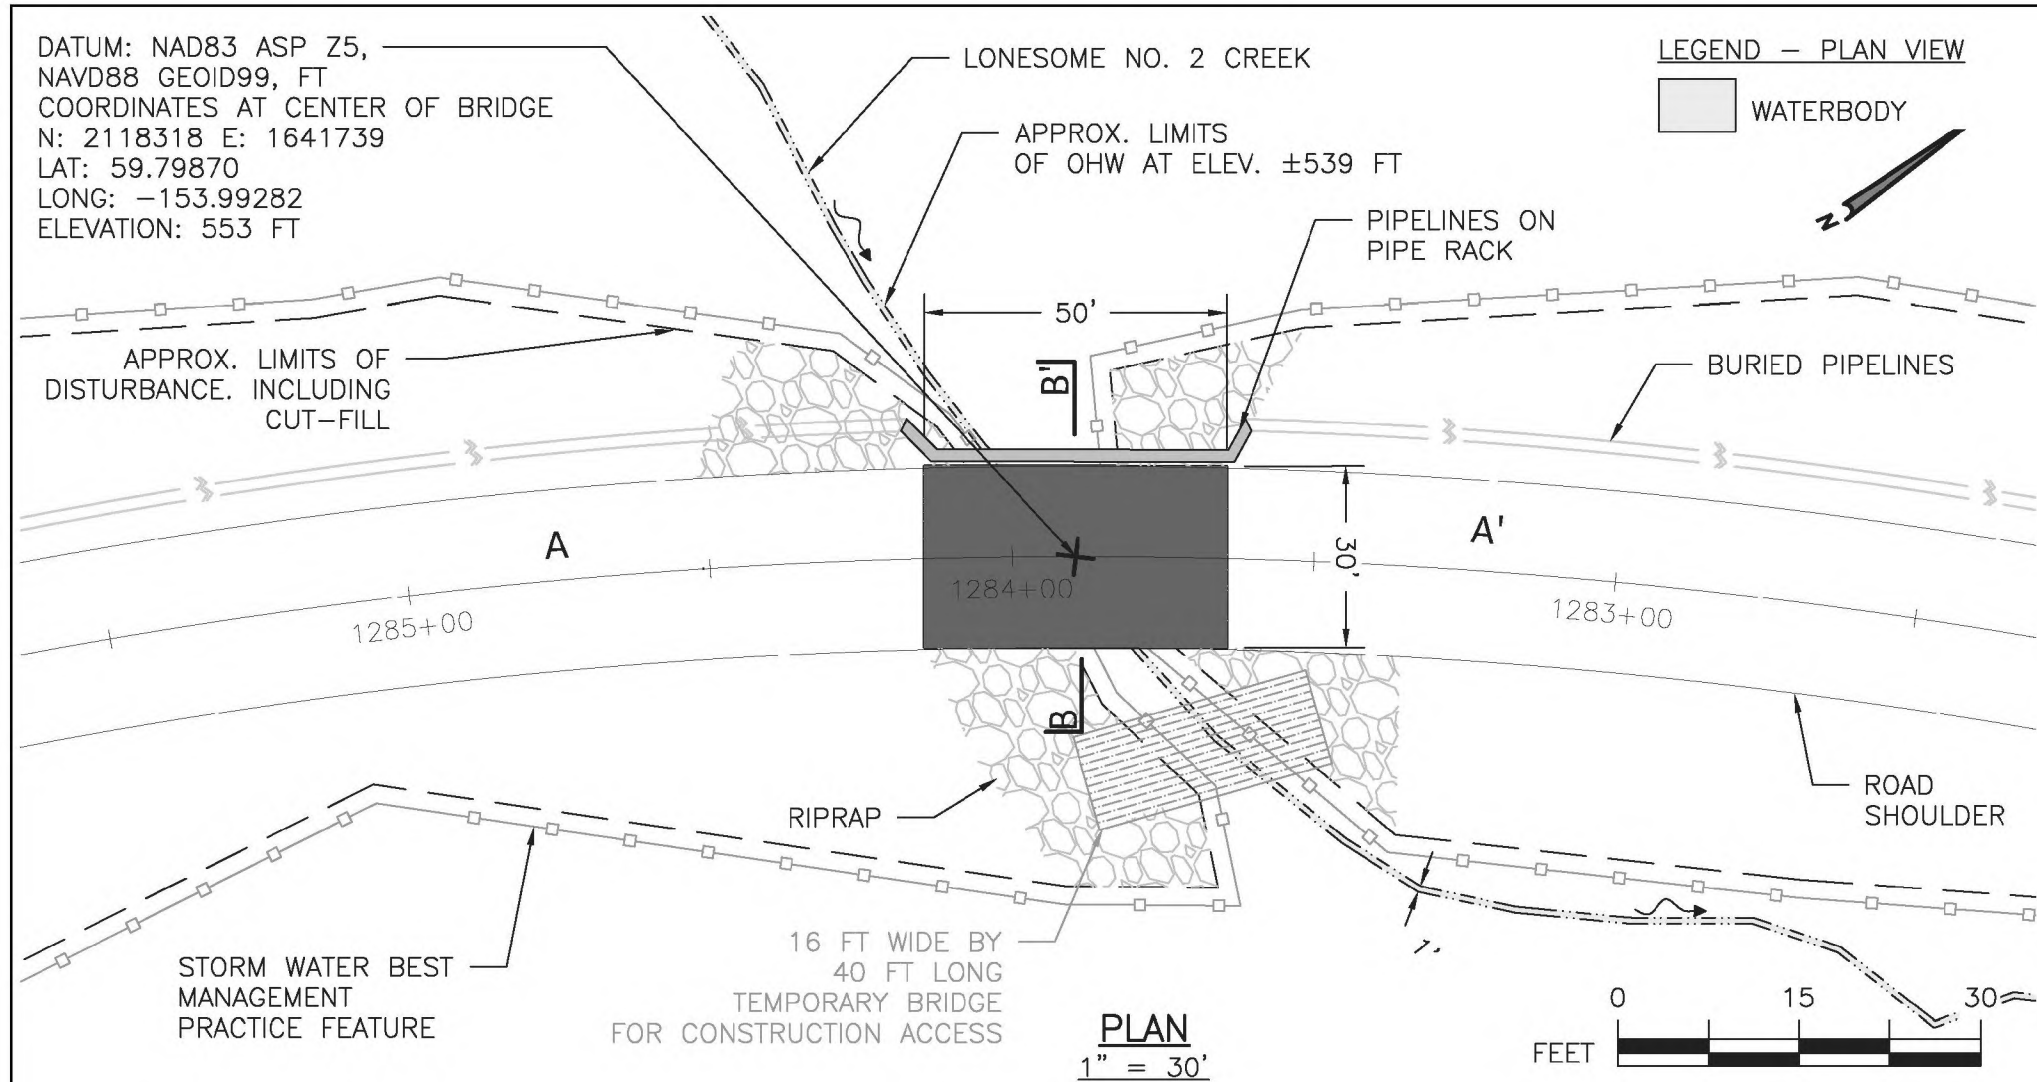 DATUM: NAD83 ASP Z5,
NAVD88 GEOID99, FT
COORDINATES AT CENTER OF BRIDGE
N: 2118318 E: 1641739
LAT: 59.79870
LONG: −153.99282
ELEVATION: 553 FT
LONESOME NO. 2 CREEK
APPROX. LIMITS
OF OHW AT ELEV. ±539 FT
LEGEND − PLAN VIEW
WATERBODY
N
PIPELINES ON
PIPE RACK
50'
APPROX. LIMITS OF
DISTURBANCE. INCLUDING
CUT−FILL
B'
BURIED PIPELINES
A
A'
30'
1285+00
1284+00
1283+00
B
RIPRAP
ROAD
SHOULDER
STORM WATER BEST
MANAGEMENT
PRACTICE FEATURE
16 FT WIDE BY
40 FT LONG
TEMPORARY BRIDGE
FOR CONSTRUCTION ACCESS
1'
PLAN
1" = 30'
0 15 30
FEET